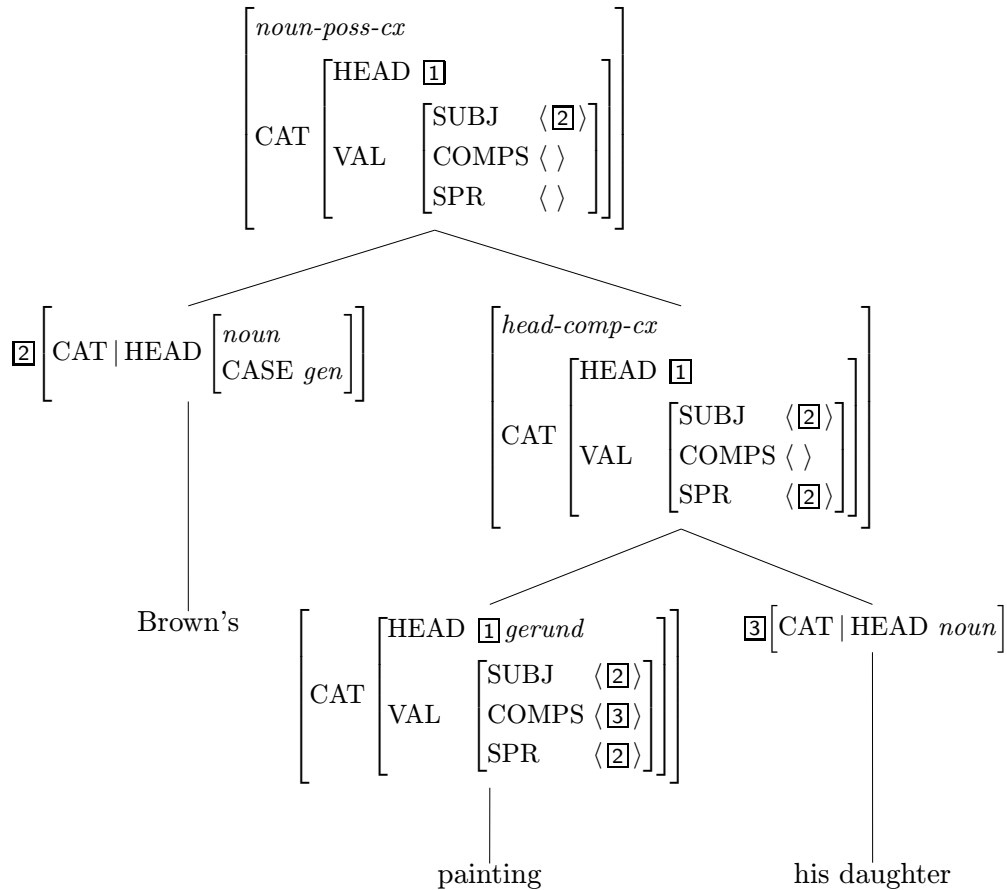 noun-poss-cx
HEAD 1
CAT
VAL
SUBJ ⟨ 2 ⟩
COMPS ⟨ ⟩
SPR ⟨ ⟩
2 CAT | HEAD
noun
CASE gen
head-comp-cx
HEAD 1
CAT
VAL
SUBJ ⟨ 2 ⟩
COMPS ⟨ ⟩
SPR ⟨ 2 ⟩
Brown's
HEAD 1 gerund
CAT
VAL
SUBJ ⟨ 2 ⟩
COMPS ⟨ 3 ⟩
SPR ⟨ 2 ⟩
3 CAT | HEAD noun
painting
his daughter